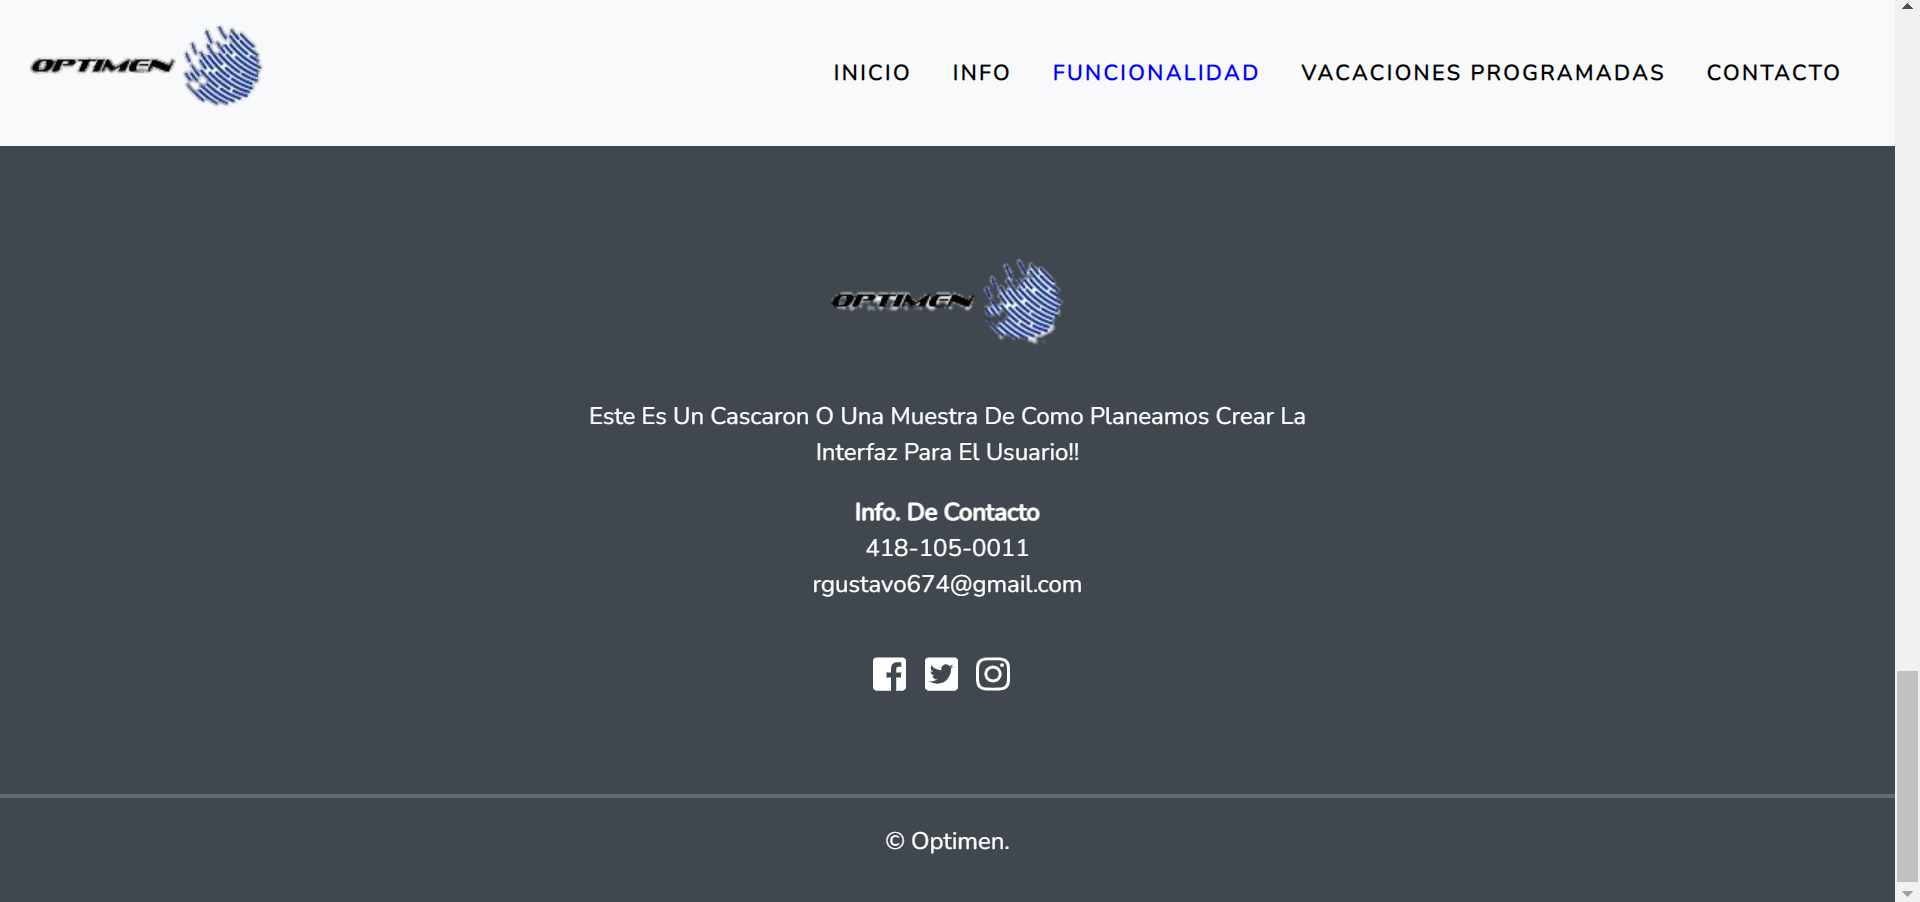 OPTIMEN
INICIO INFO FUNCIONALIDAD VACACIONES PROGRAMADAS CONTACTO
OPTIMEN
Este Es Un Cascaron O Una Muestra De Como Planeamos Crear La
Interfaz Para El Usuario!!
Info. De Contacto
418-105-0011
rgustavo674@gmail.com
© Optimen.